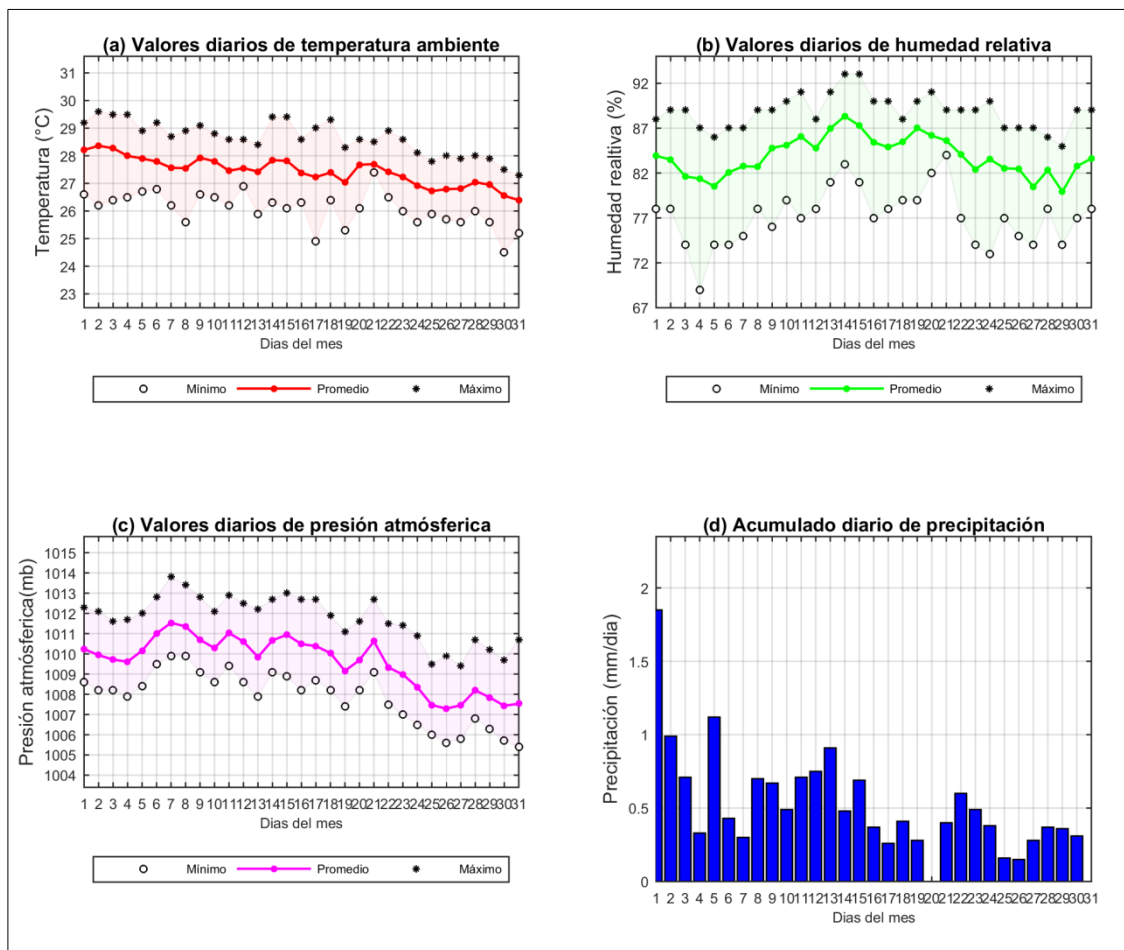 (a) Valores diarios de temperatura ambiente
Temperatura (°C)
31
30
29
28
27
26
25
24
23
1 2 3 4 5 6 7 8 9 10 11 12 13 14 15 16 17 18 19 20 21 22 23 24 25 26 27 28 29 30 31
Dias del mes
Mínimo Promedio Máximo
(b) Valores diarios de humedad relativa
Humedad realtiva (%)
92
87
82
77
72
67
1 2 3 4 5 6 7 8 9 10 11 12 13 14 15 16 17 18 19 20 21 22 23 24 25 26 27 28 29 30 31
Dias del mes
Mínimo Promedio Máximo
(c) Valores diarios de presión atmósferica
Presión atmósferica(mb)
1015
1014
1013
1012
1011
1010
1009
1008
1007
1006
1005
1004
1 2 3 4 5 6 7 8 9 10 11 12 13 14 15 16 17 18 19 20 21 22 23 24 25 26 27 28 29 30 31
Dias del mes
Mínimo Promedio Máximo
(d) Acumulado diario de precipitación
Precipitación (mm/dia)
2
1.5
1
0.5
0
1 2 3 4 5 6 7 8 9 10 11 12 13 14 15 16 17 18 19 20 21 22 23 24 25 26 27 28 29 30 31
Dias del mes